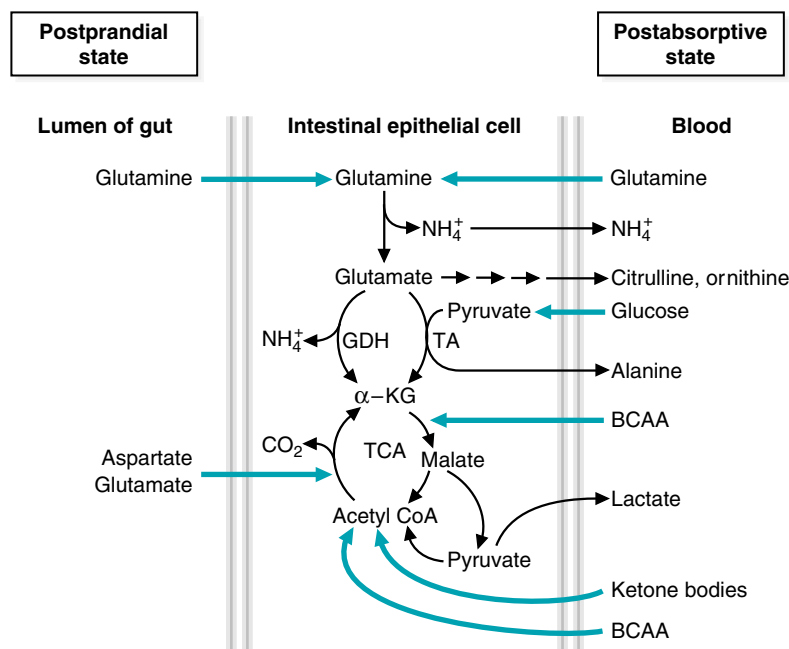 Postprandial
state
Postabsorptive
state
Lumen of gut
Intestinal epithelial cell
Blood
Glutamine
Glutamine
Glutamine
NH₄⁺
NH₄⁺
Glutamate
Citrulline, ornithine
Pyruvate
Glucose
NH₄⁺
GDH
TA
Alanine
α–KG
BCAA
CO₂
TCA
Malate
Aspartate
Glutamate
Lactate
Acetyl CoA
Pyruvate
Ketone bodies
BCAA